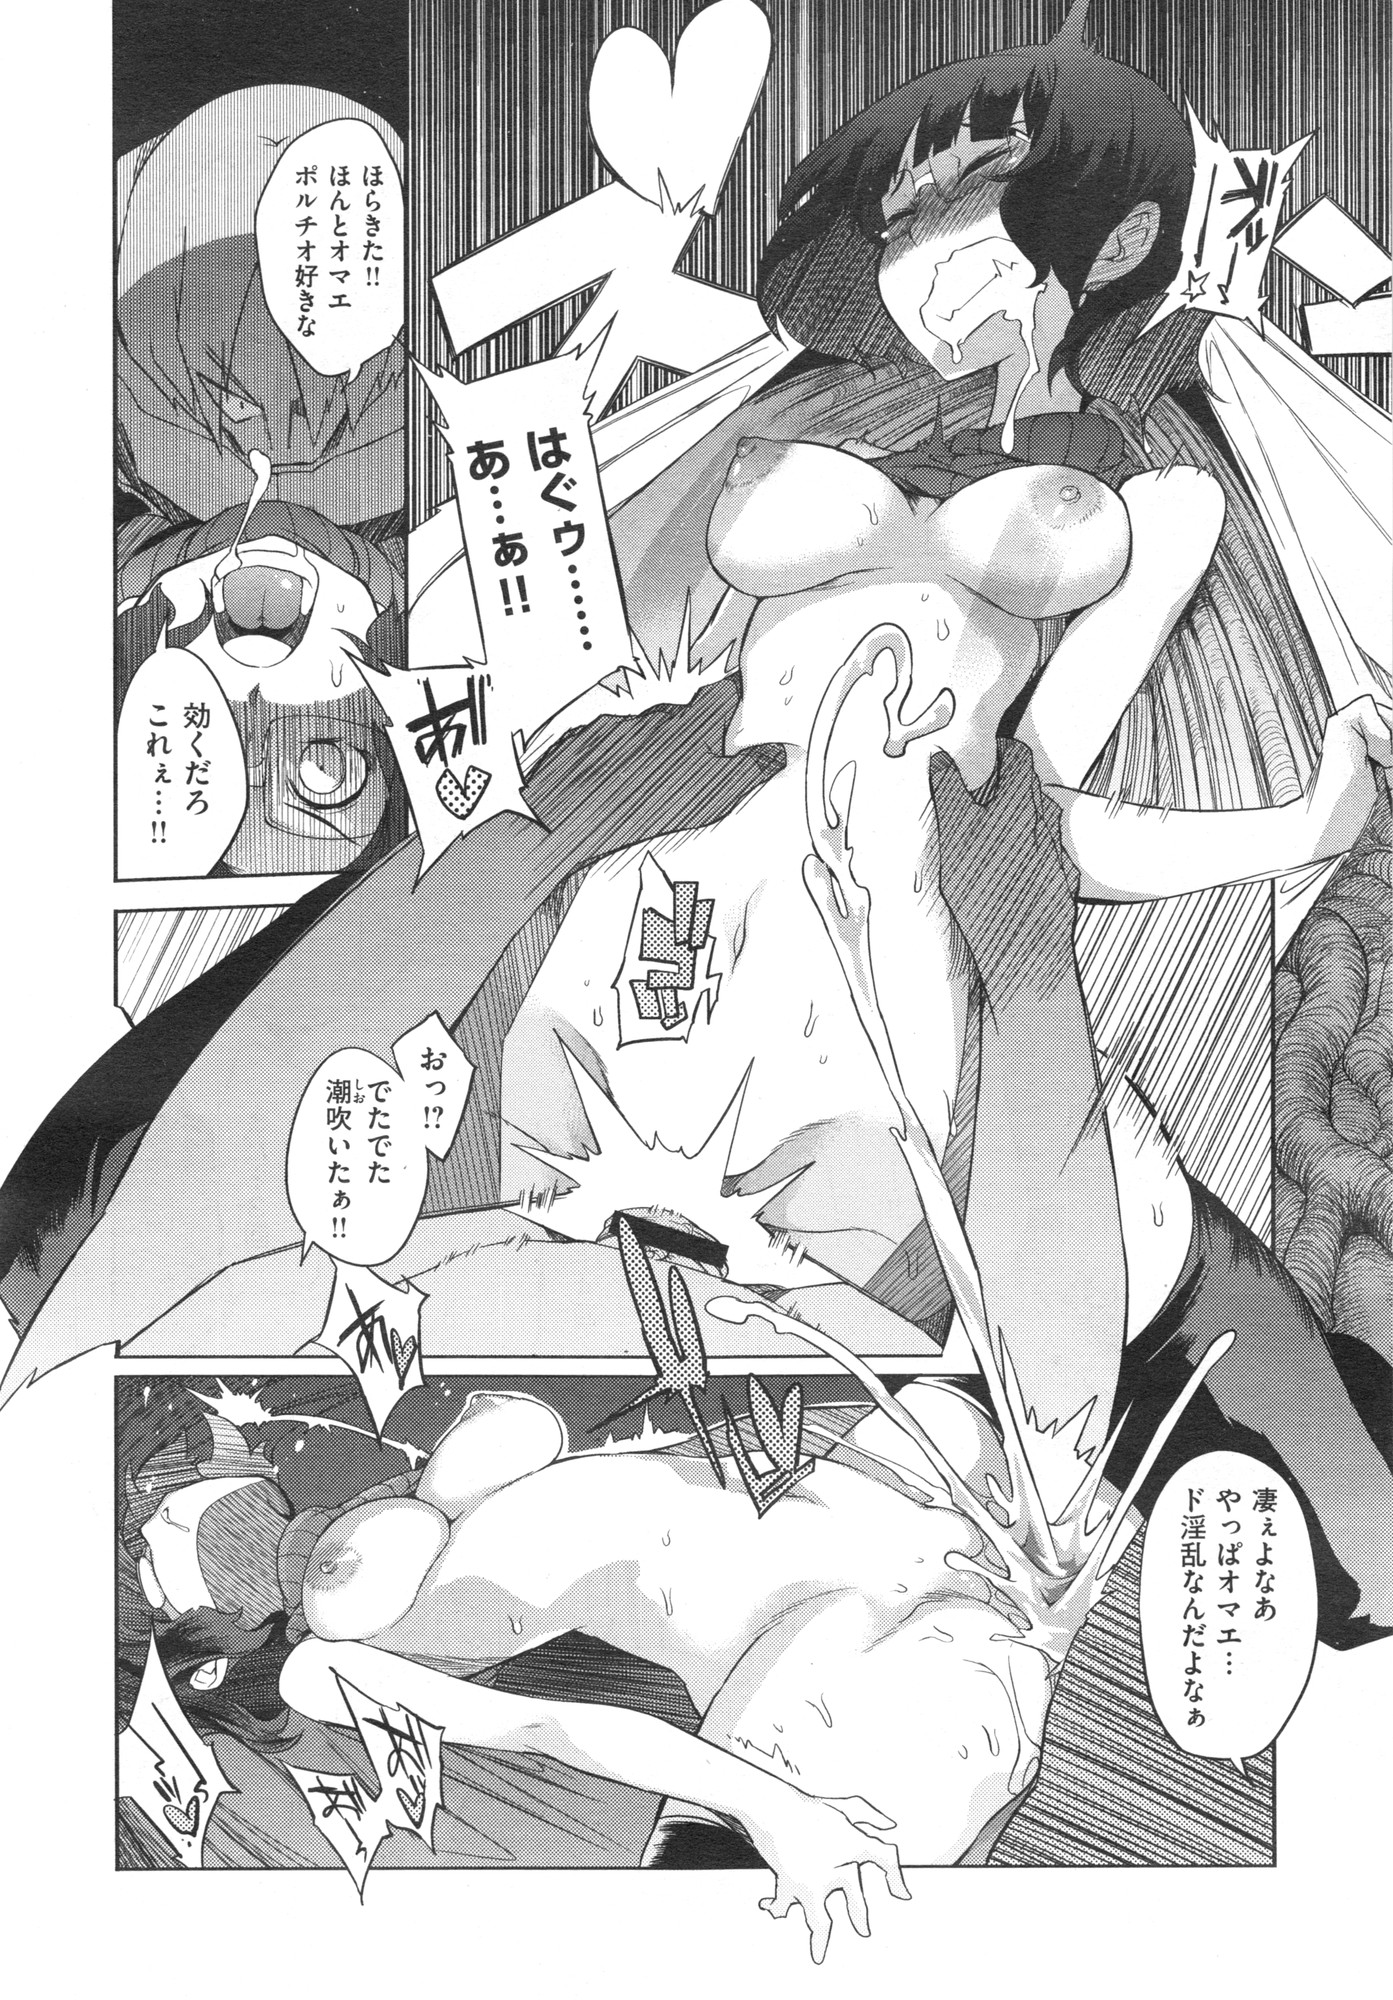 はぐゥ……
あ…ぁ!!
ほらきた!!
ほんとオマエ
ポルチオ好きな
効くだろ
これぇ…!!
おっ!?
でたでた
潮吹いたぁ!!
しお
凄ぇよなあ
やっぱオマエ…
ド淫乱なんだよなぁ